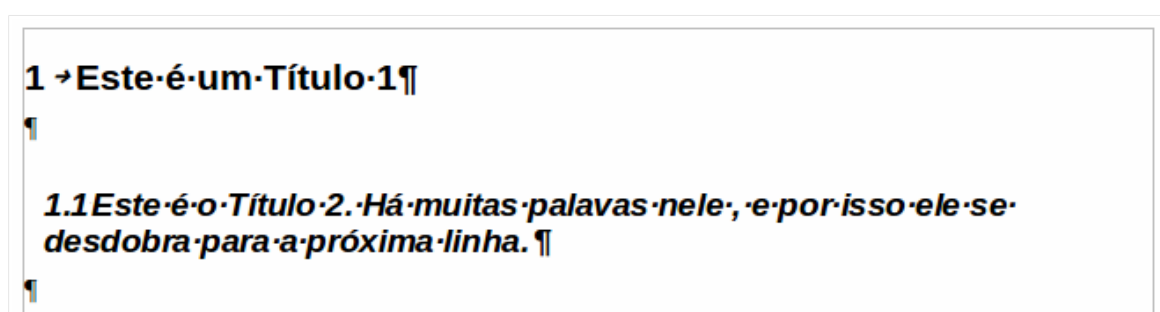 1 →Este·é·um·Título·1¶
¶
1.1Este·é·o·Título·2.·Há·muitas·palavas·nele·,·e·por·isso·ele·se·
desdobra·para·a·próxima·linha.¶
¶